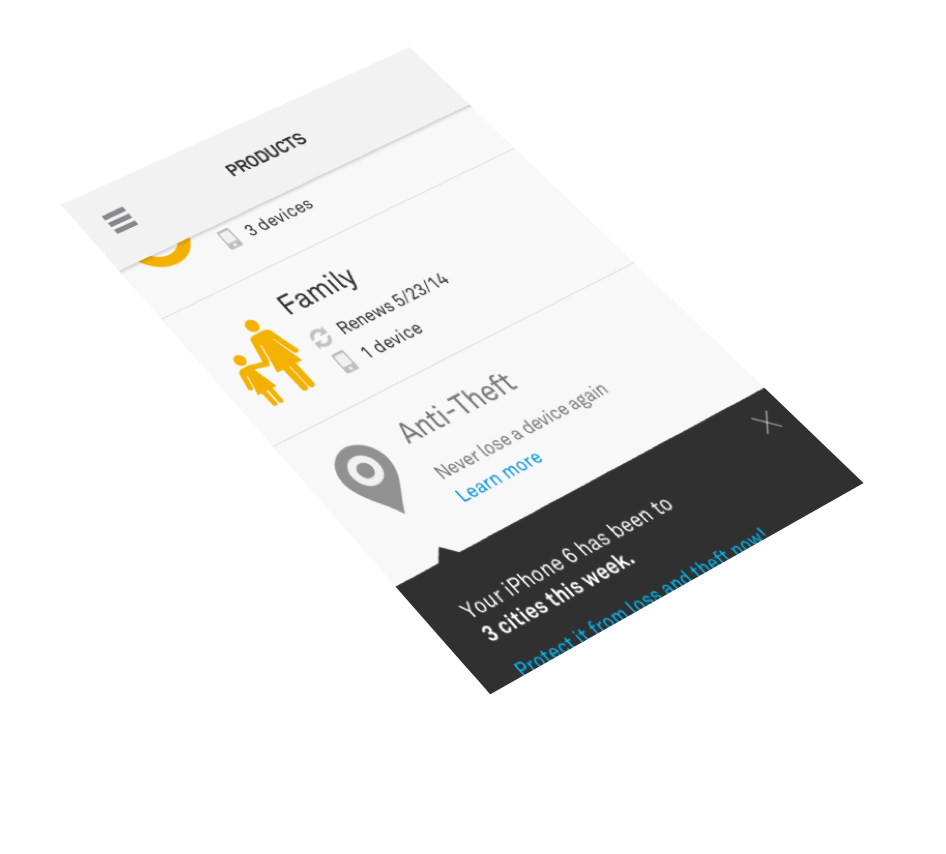 PRODUCTS
3 devices
Family
Renews 5/23/14
1 device
Anti-Theft
Never lose a device again
Learn more
Your iPhone 6 has been to
3 cities this week.
Protect it from loss and theft now!